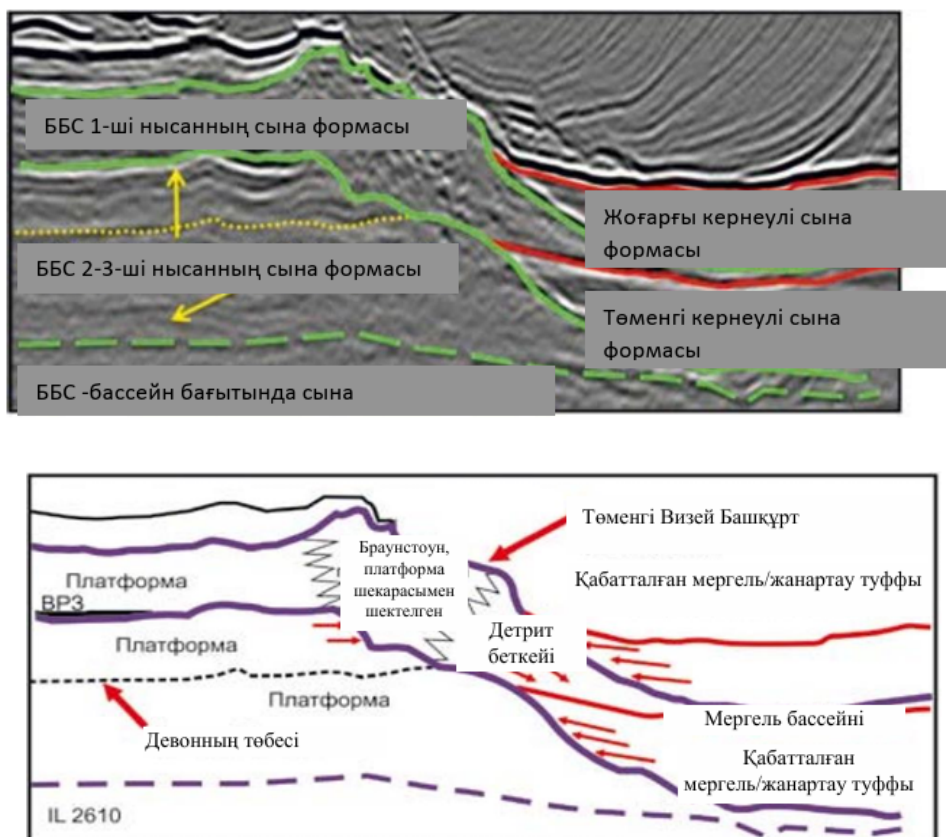 ББС 1-ші нысанның сына формасы
Жоғарғы кернеулі сына
формасы
ББС 2-3-ші нысанның сына формасы
Төменгі кернеулі сына
формасы
ББС -бассейн бағытында сына
Төменгі Визей Башқұрт
Браунстоун,
платформа
шекарасымен
шектелген
Платформа
ВРЗ
Қабатталған мергель/жанартау туффы
Детрит
беткейі
Платформа
Платформа
Девонның төбесі
Мергель бассейні
Қабатталған
мергель/жанартау туффы
IL 2610